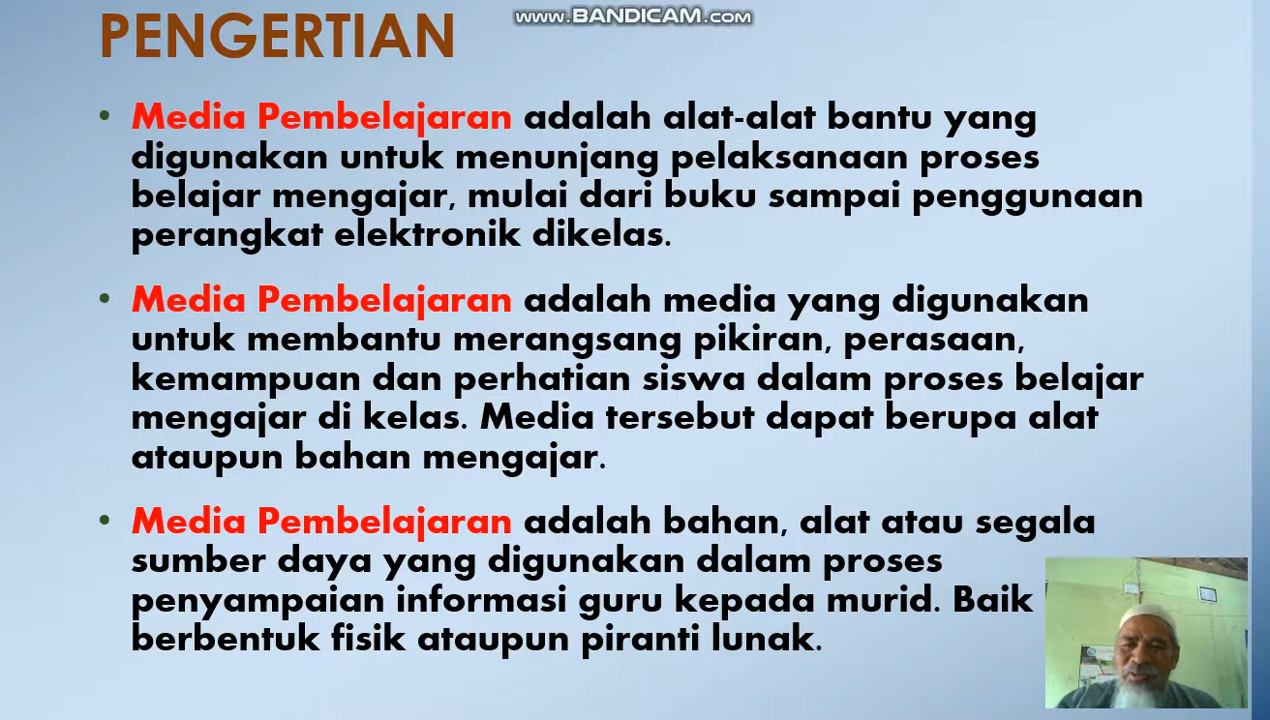 www.BANDICAM.com
PENGERTIAN
• Media Pembelajaran adalah alat-alat bantu yang
digunakan untuk menunjang pelaksanaan proses
belajar mengajar, mulai dari buku sampai penggunaan
perangkat elektronik dikelas.
• Media Pembelajaran adalah media yang digunakan
untuk membantu merangsang pikiran, perasaan,
kemampuan dan perhatian siswa dalam proses belajar
mengajar di kelas. Media tersebut dapat berupa alat
ataupun bahan mengajar.
• Media Pembelajaran adalah bahan, alat atau segala
sumber daya yang digunakan dalam proses
penyampaian informasi guru kepada murid. Baik
berbentuk fisik ataupun piranti lunak.